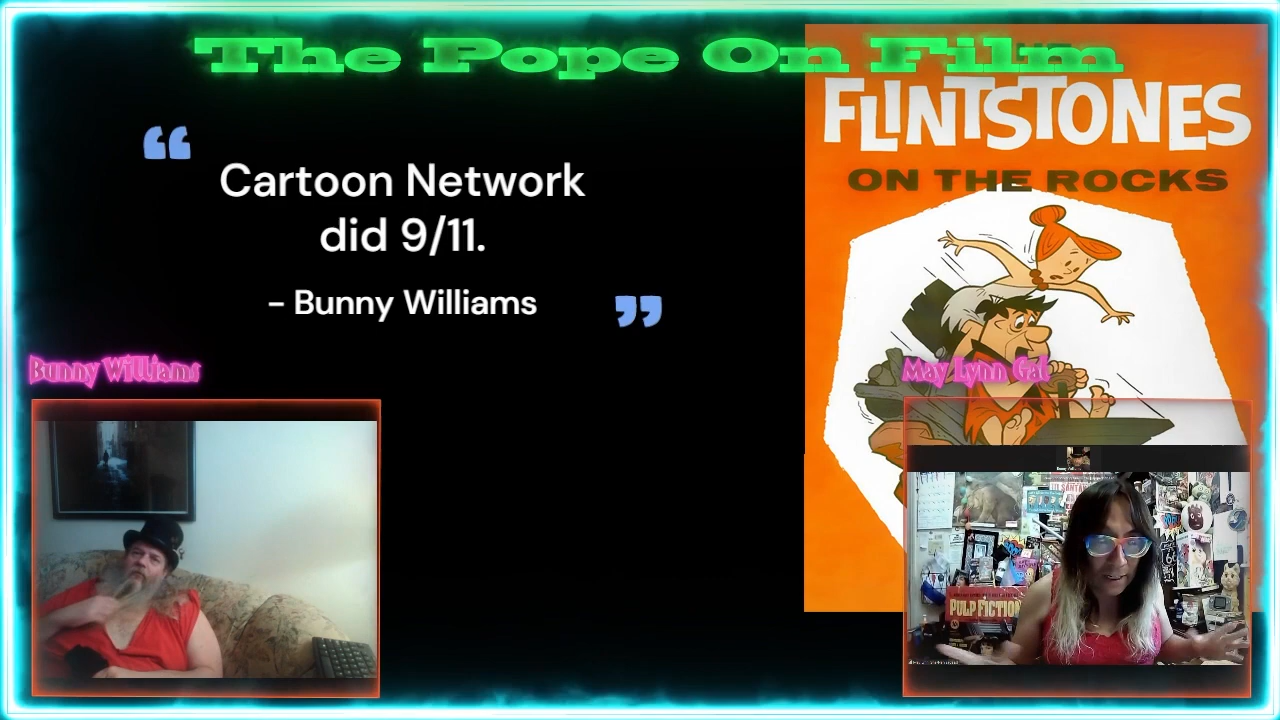 The Pope On Film
FLINTSTONES
ON THE ROCKS
“
Cartoon Network
did 9/11.
– Bunny Williams
”
Bunny Williams
May Lynn Gat
PULP FICTION